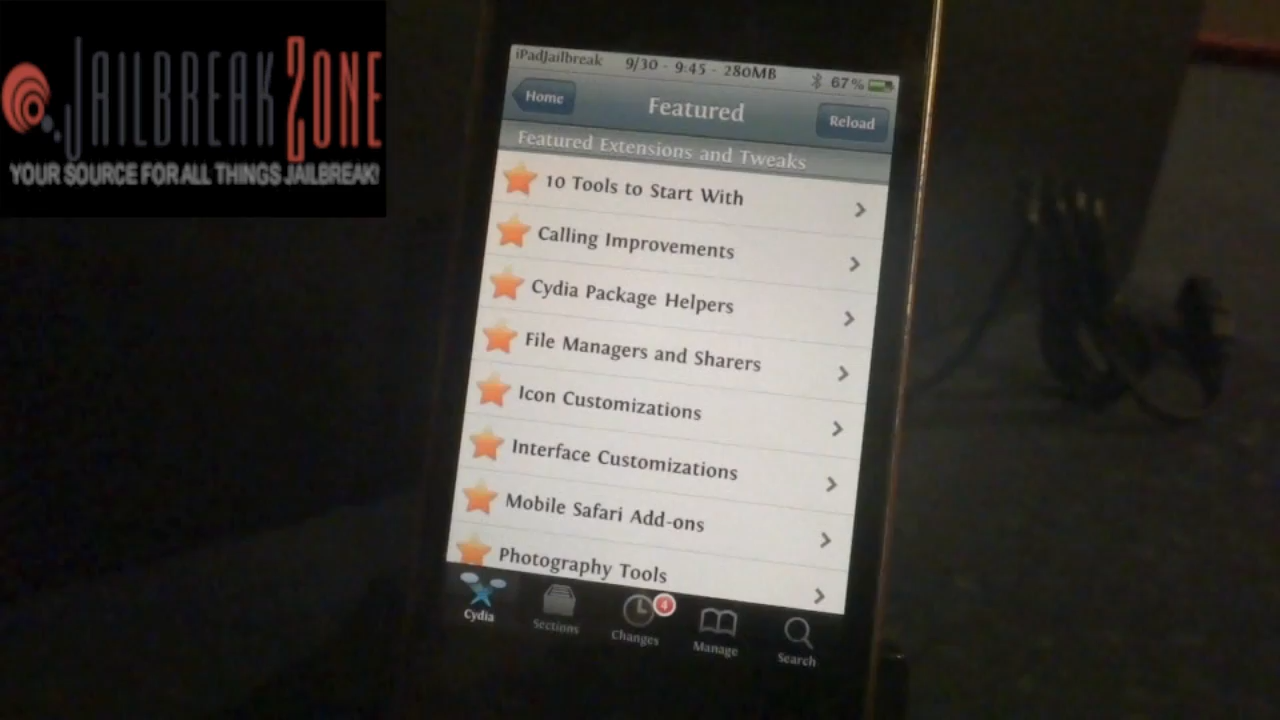 JAILBREAK ZONE
YOUR SOURCE FOR ALL THINGS JAILBREAK!
iPadJailbreak 9/30 - 9:45 - 280MB 67%
Home Featured Reload
Featured Extensions and Tweaks
10 Tools to Start With
Calling Improvements
Cydia Package Helpers
File Managers and Sharers
Icon Customizations
Interface Customizations
Mobile Safari Add-ons
Photography Tools
4
Cydia Sections Changes Manage Search